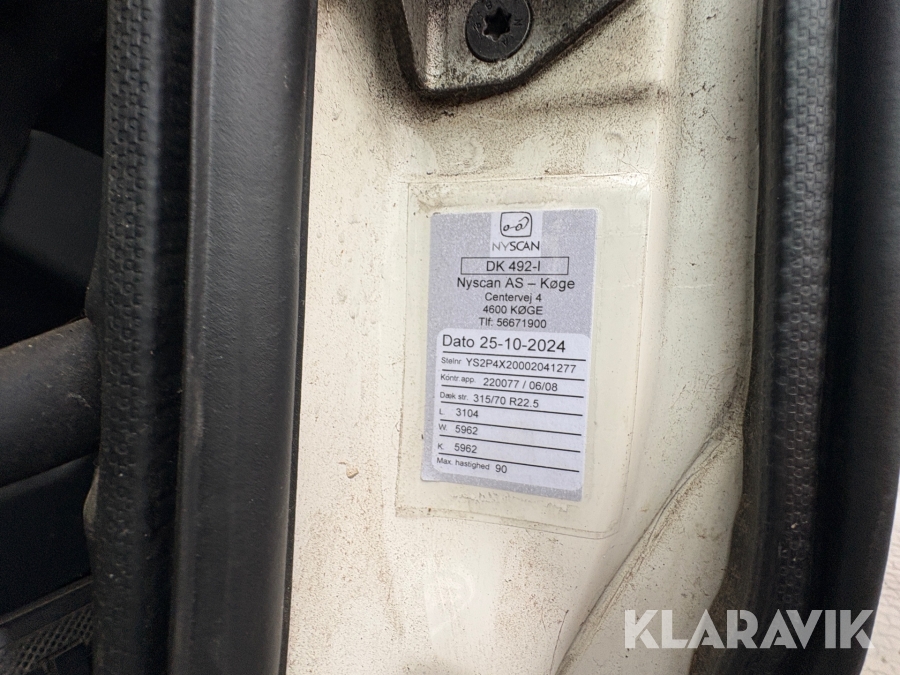 NYSCAN
DK 492-I
Nyscan AS – Køge
Centervej 4
4600 KØGE
Tlf: 56671900
Dato 25-10-2024
Stelnr. YS2P4X20002041277
Kontr.app. 220077 / 06/08
Dæk str. 315/70 R22.5
L 3104
W. 5962
K 5962
Max. hastighed 90
KLARAVIK